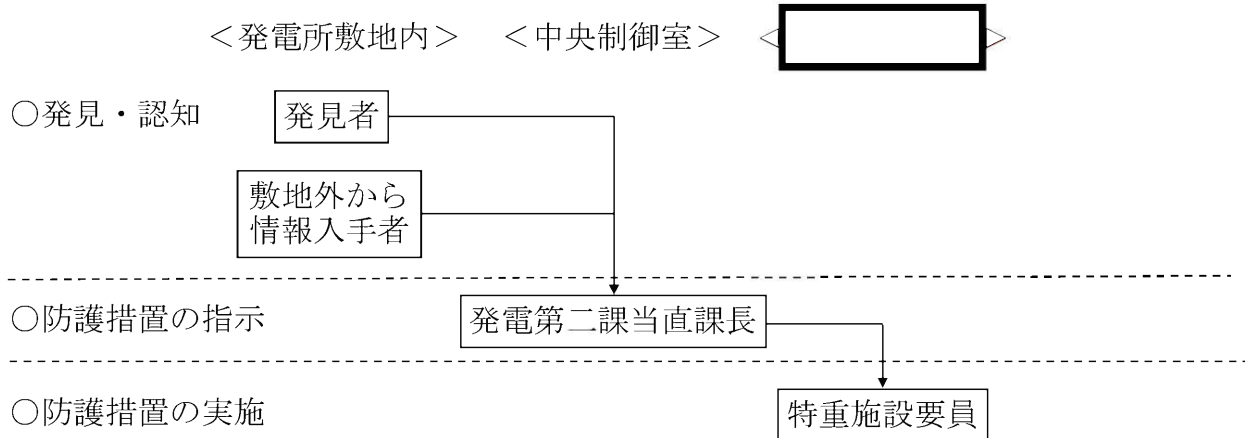 ＜発電所敷地内＞ ＜中央制御室＞ ＜ ＞
○発見・認知 発見者
敷地外から
情報入手者
○防護措置の指示 発電第二課当直課長
○防護措置の実施 特重施設要員